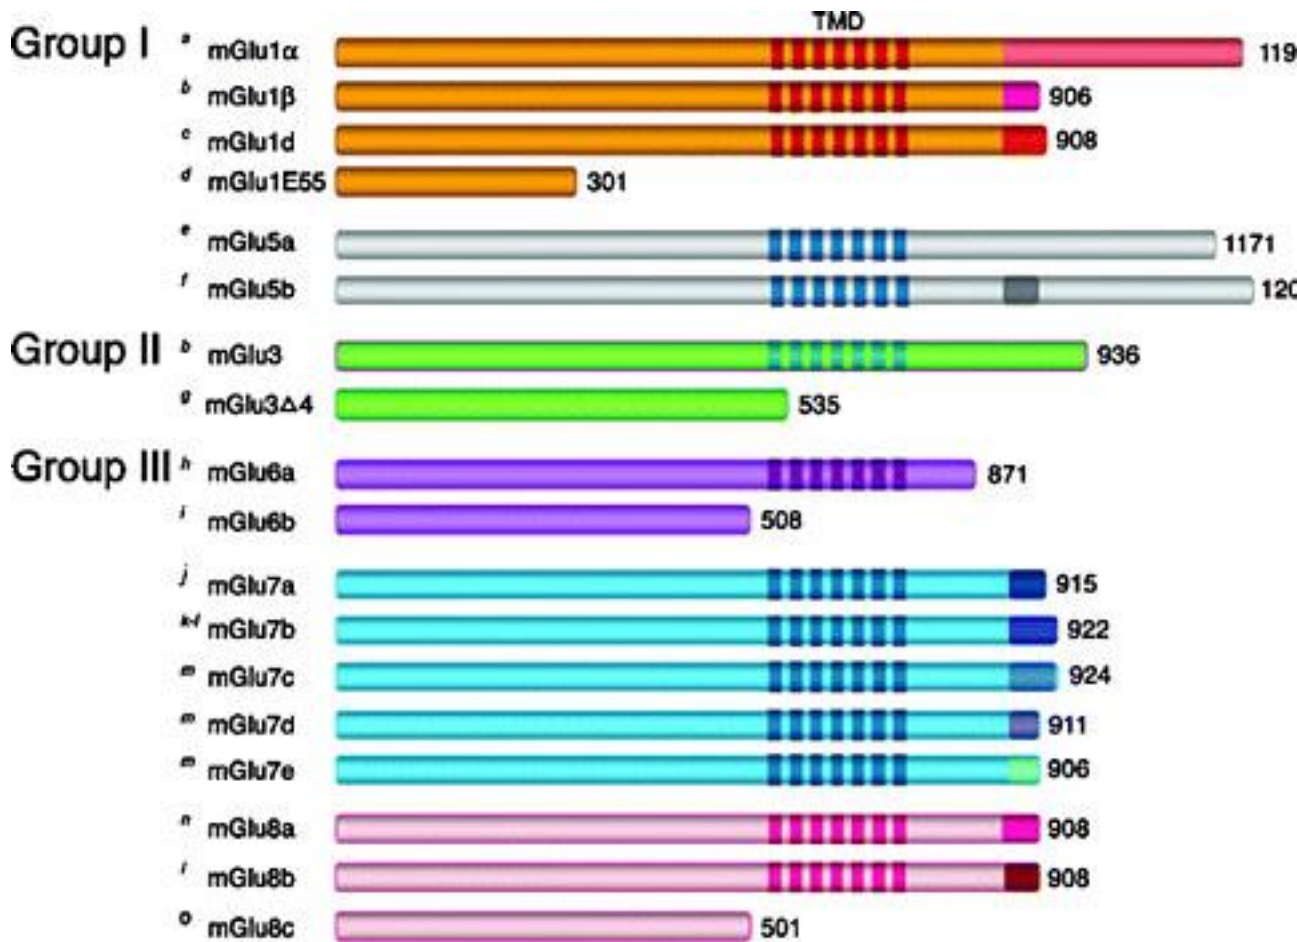 TMD
Group I a mGlu1α 119
b mGlu1β 906
c mGlu1d 908
d mGlu1E55 301
e mGlu5a 1171
f mGlu5b 120
Group II b mGlu3 936
g mGlu3Δ4 535
Group III h mGlu6a 871
i mGlu6b 508
j mGlu7a 915
k-l mGlu7b 922
m mGlu7c 924
m mGlu7d 911
m mGlu7e 906
n mGlu8a 908
i mGlu8b 908
o mGlu8c 501